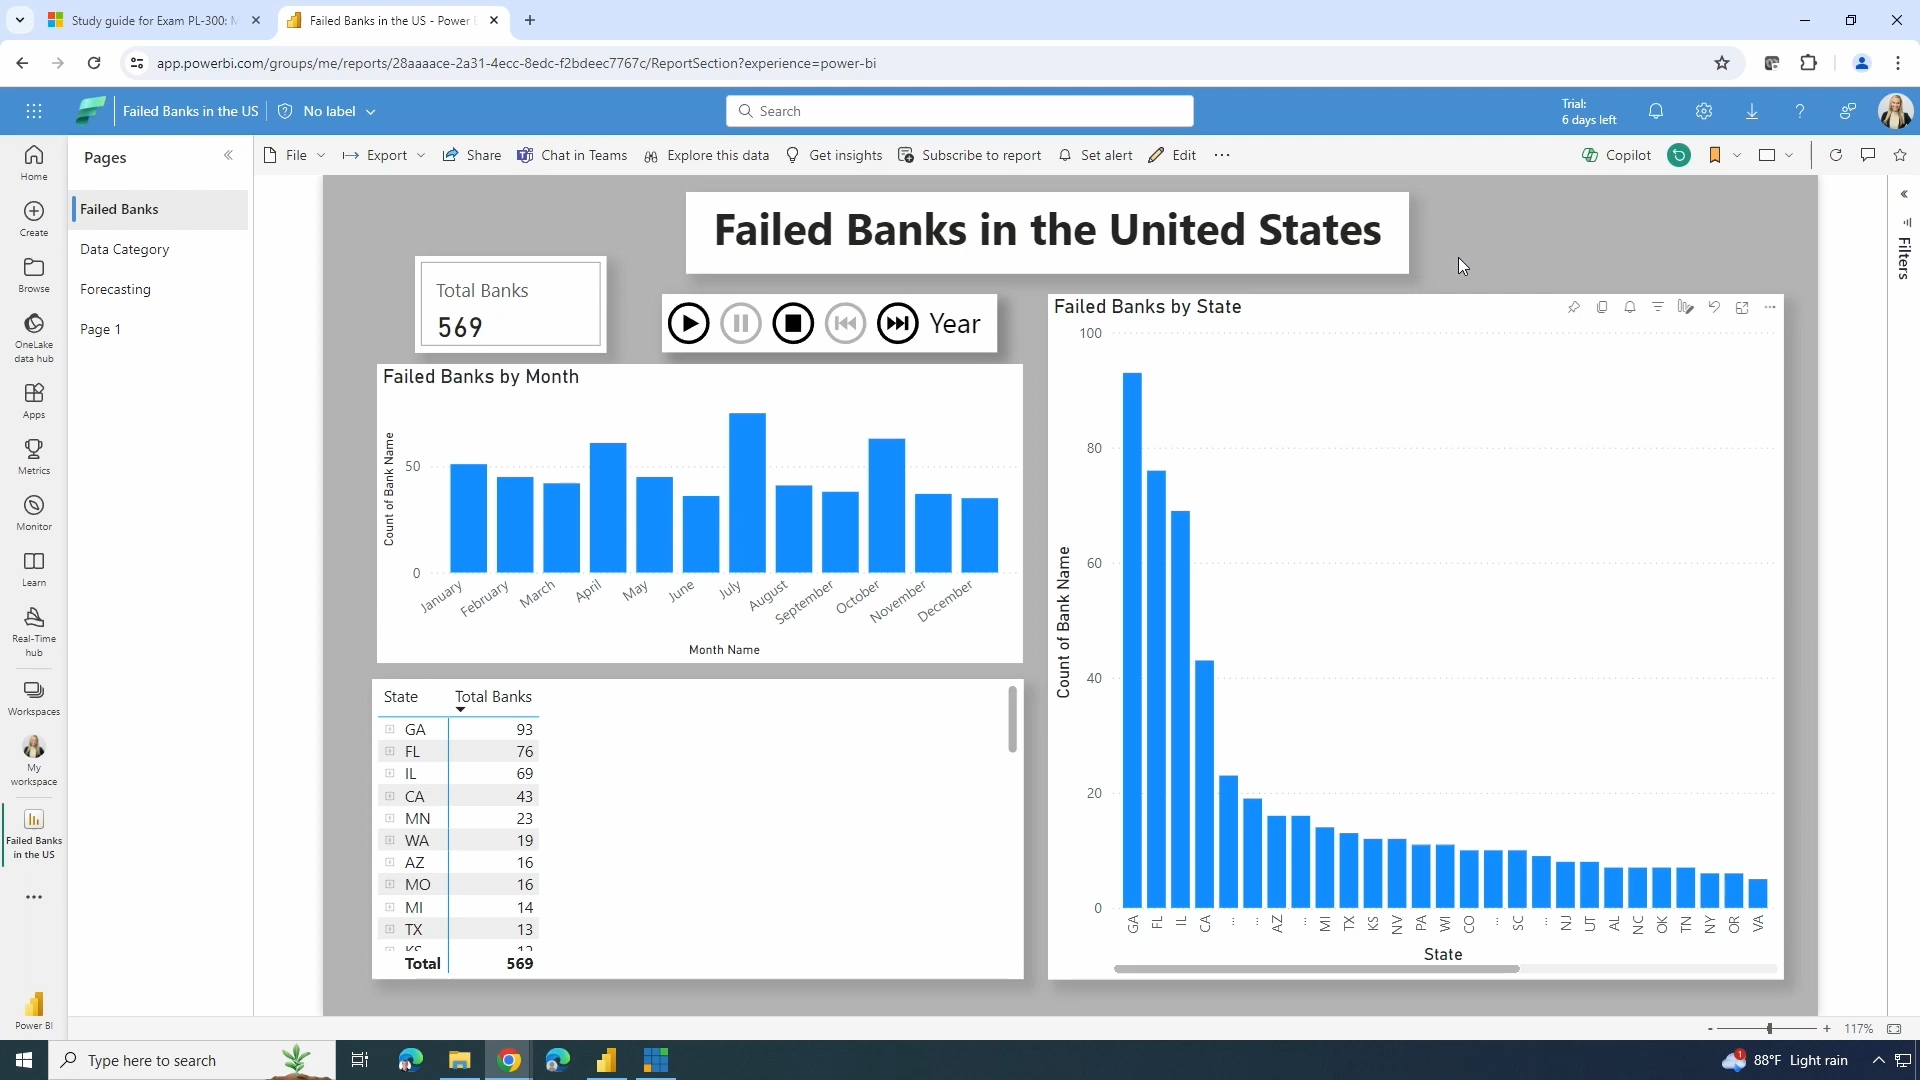 Study guide for Exam PL-300: M
Failed Banks in the US - Power B
app.powerbi.com/groups/me/reports/28aaaace-2a31-4ecc-8edc-f2bdeec7767c/ReportSection?experience=power-bi
Failed Banks in the US
No label
Search
Trial:
6 days left
Home
Create
Browse
OneLake
data hub
Apps
Metrics
Monitor
Learn
Real-Time
hub
Workspaces
My
workspace
Failed Banks
in the US
Power BI
Pages
Failed Banks
Data Category
Forecasting
Page 1
File
Export
Share
Chat in Teams
Explore this data
Get insights
Subscribe to report
Set alert
Edit
Copilot
Filters
Failed Banks in the United States
Total Banks
569
Year
Failed Banks by Month
Count of Bank Name
50
0
January
February
March
April
May
June
July
August
September
October
November
December
Month Name
State Total Banks
GA 93
FL 76
IL 69
CA 43
MN 23
WA 19
AZ 16
MO 16
MI 14
TX 13
KS 12
Total 569
Failed Banks by State
Count of Bank Name
100
80
60
40
20
0
GA FL IL CA ... ... AZ ... MI TX KS NV PA WI CO ... SC ... NJ UT AL NC OK TN NY OR VA
State
117%
Type here to search
88°F Light rain